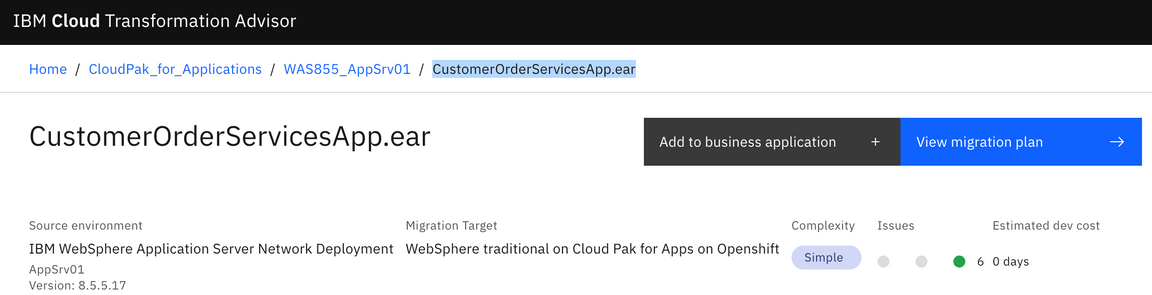 IBM Cloud Transformation Advisor
Home / CloudPak_for_Applications / WAS855_AppSrv01 / CustomerOrderServicesApp.ear
CustomerOrderServicesApp.ear
Add to business application +
View migration plan →
Source environment
IBM WebSphere Application Server Network Deployment
AppSrv01
Version: 8.5.5.17
Migration Target
WebSphere traditional on Cloud Pak for Apps on Openshift
Complexity
Simple
Issues
6
Estimated dev cost
0 days